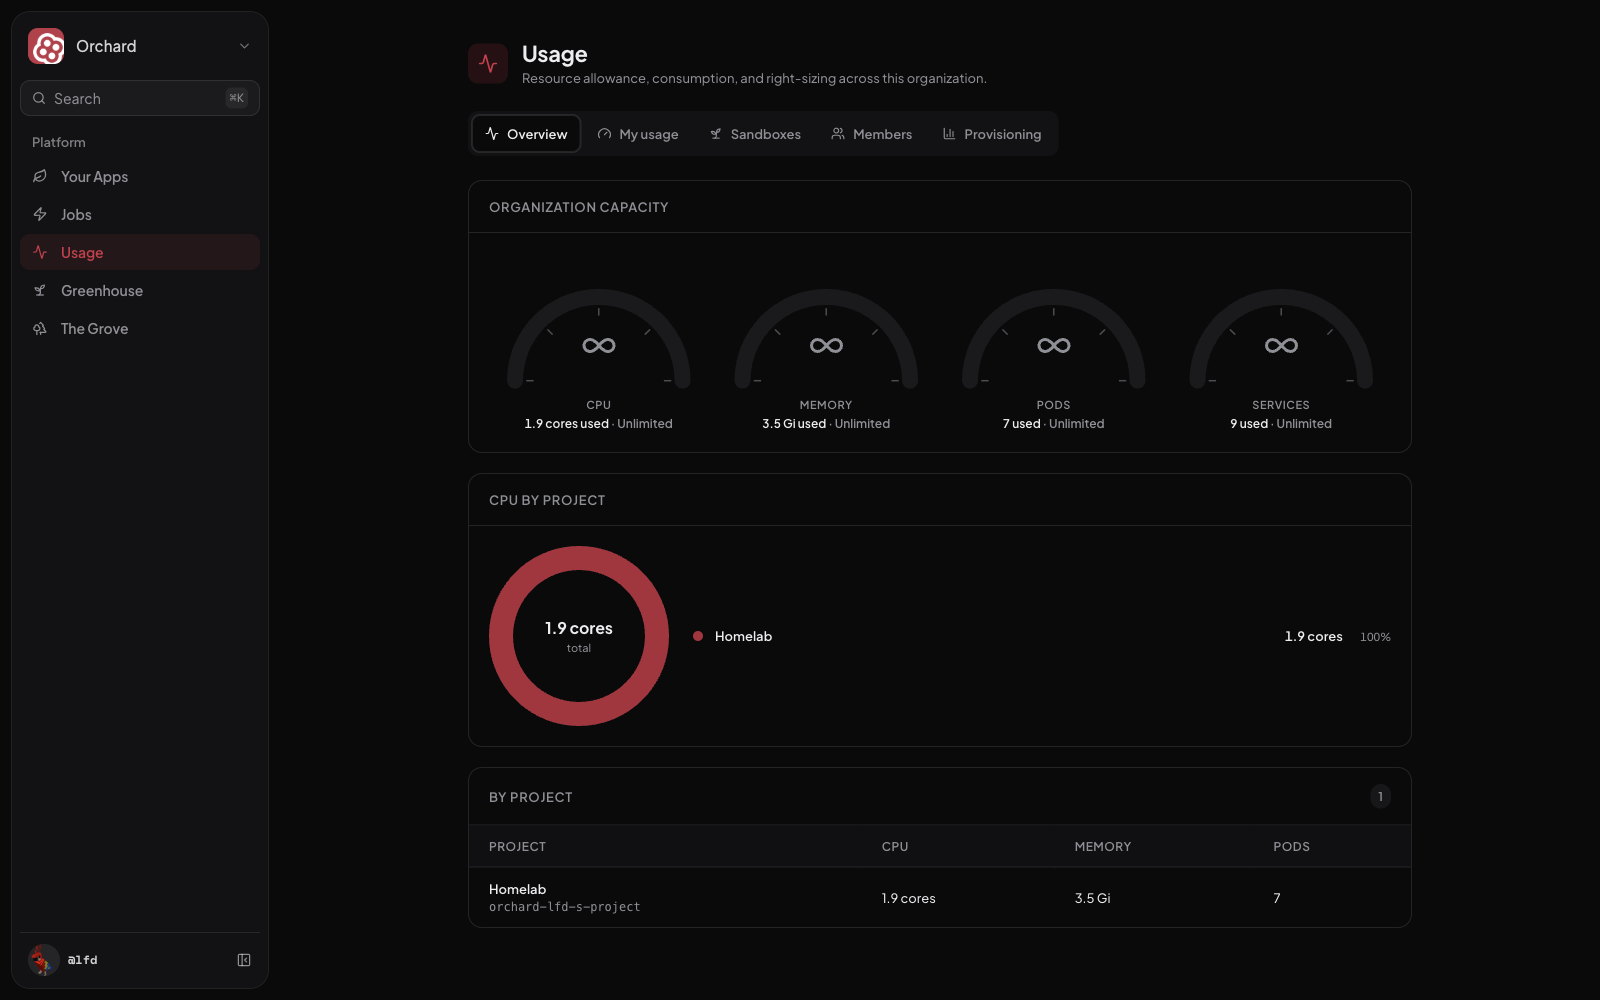 Orchard
Search ⌘K
Platform
Your Apps
Jobs
Usage
Greenhouse
The Grove
@lfd
Usage
Resource allowance, consumption, and right-sizing across this organization.
Overview My usage Sandboxes Members Provisioning
ORGANIZATION CAPACITY
∞ ∞ ∞ ∞
CPU MEMORY PODS SERVICES
1.9 cores used · Unlimited 3.5 Gi used · Unlimited 7 used · Unlimited 9 used · Unlimited
CPU BY PROJECT
1.9 cores
total
Homelab 1.9 cores 100%
BY PROJECT 1
PROJECT CPU MEMORY PODS
Homelab
orchard-lfd-s-project
1.9 cores 3.5 Gi 7